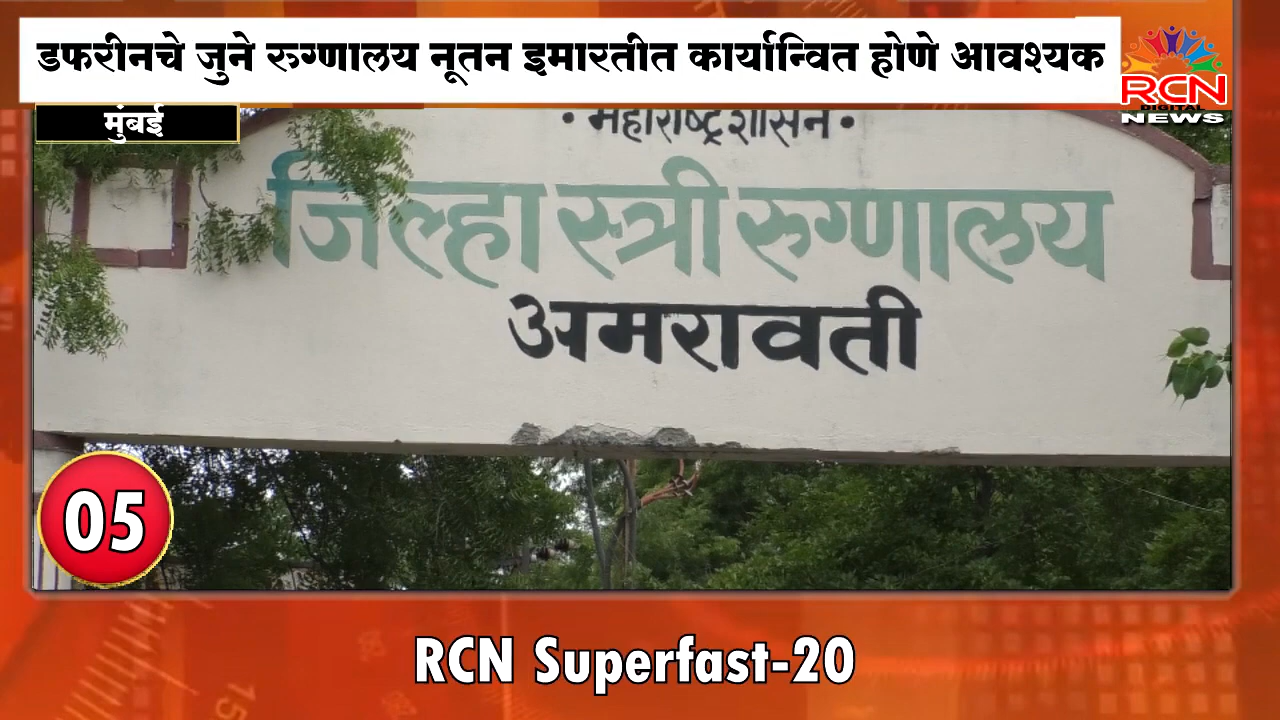 डफरीनचे जुने रुग्णालय नूतन इमारतीत कार्यान्वित होणे आवश्यक
RCN
DIGITAL
NEWS
मुंबई
• महाराष्ट्र शासन •
जिल्हा स्त्री रुग्णालय
अमरावती
05
RCN Superfast-20